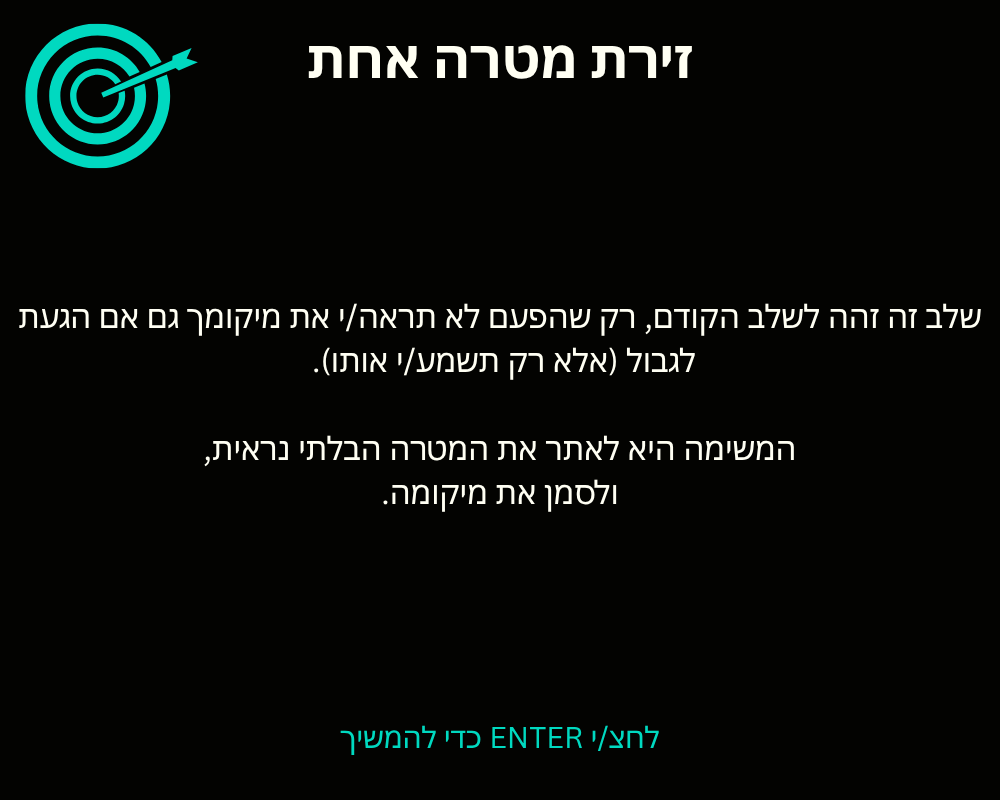 זירת מטרה אחת
שלב זה זהה לשלב הקודם, רק שהפעם לא תראה/י את מיקומך גם אם הגעת
לגבול (אלא רק תשמע/י אותו).
המשימה היא לאתר את המטרה הבלתי נראית,
ולסמן את מיקומה.
לחצ/י ENTER כדי להמשיך